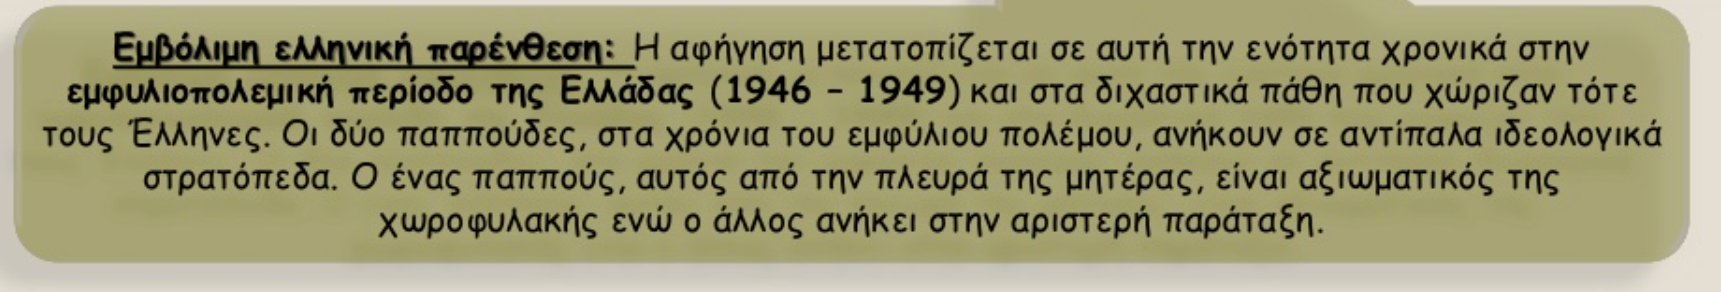 Εμβόλιμη ελληνική παρένθεση: Η αφήγηση μετατοπίζεται σε αυτή την ενότητα χρονικά στην
εμφυλιοπολεμική περίοδο της Ελλάδας (1946 – 1949) και στα διχαστικά πάθη που χώριζαν τότε
τους Έλληνες. Οι δύο παππούδες, στα χρόνια του εμφύλιου πολέμου, ανήκουν σε αντίπαλα ιδεολογικά
στρατόπεδα. Ο ένας παππούς, αυτός από την πλευρά της μητέρας, είναι αξιωματικός της
χωροφυλακής ενώ ο άλλος ανήκει στην αριστερή παράταξη.